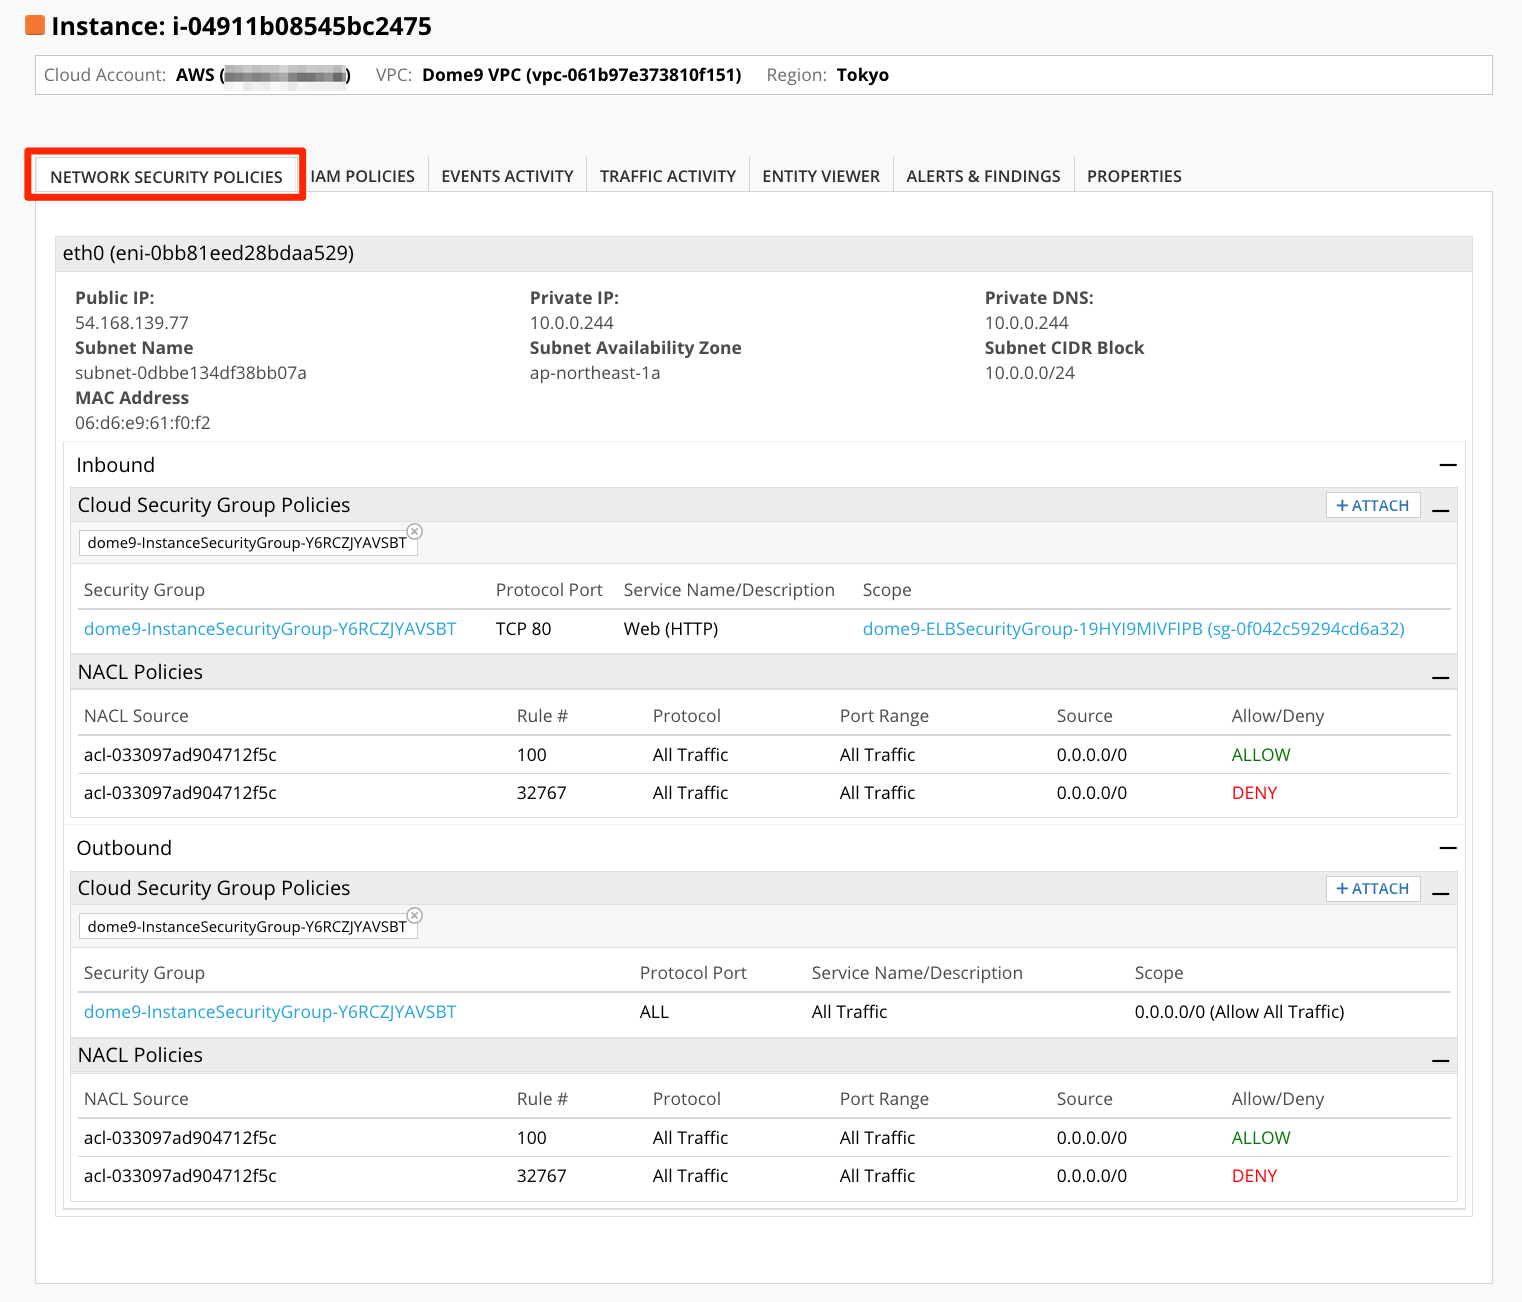 Instance: i-04911b08545bc2475
Cloud Account: AWS ( ) VPC: Dome9 VPC (vpc-061b97e373810f151) Region: Tokyo
NETWORK SECURITY POLICIES IAM POLICIES EVENTS ACTIVITY TRAFFIC ACTIVITY ENTITY VIEWER ALERTS & FINDINGS PROPERTIES
eth0 (eni-0bb81eed28bdaa529)
Public IP: Private IP: Private DNS:
54.168.139.77 10.0.0.244 10.0.0.244
Subnet Name Subnet Availability Zone Subnet CIDR Block
subnet-0dbbe134df38bb07a ap-northeast-1a 10.0.0.0/24
MAC Address
06:d6:e9:61:f0:f2
Inbound
Cloud Security Group Policies + ATTACH
dome9-InstanceSecurityGroup-Y6RCZJYAVSBT
Security Group Protocol Port Service Name/Description Scope
dome9-InstanceSecurityGroup-Y6RCZJYAVSBT TCP 80 Web (HTTP) dome9-ELBSecurityGroup-19HYI9MIVFIPB (sg-0f042c59294cd6a32)
NACL Policies
NACL Source Rule # Protocol Port Range Source Allow/Deny
acl-033097ad904712f5c 100 All Traffic All Traffic 0.0.0.0/0 ALLOW
acl-033097ad904712f5c 32767 All Traffic All Traffic 0.0.0.0/0 DENY
Outbound
Cloud Security Group Policies + ATTACH
dome9-InstanceSecurityGroup-Y6RCZJYAVSBT
Security Group Protocol Port Service Name/Description Scope
dome9-InstanceSecurityGroup-Y6RCZJYAVSBT ALL All Traffic 0.0.0.0/0 (Allow All Traffic)
NACL Policies
NACL Source Rule # Protocol Port Range Source Allow/Deny
acl-033097ad904712f5c 100 All Traffic All Traffic 0.0.0.0/0 ALLOW
acl-033097ad904712f5c 32767 All Traffic All Traffic 0.0.0.0/0 DENY